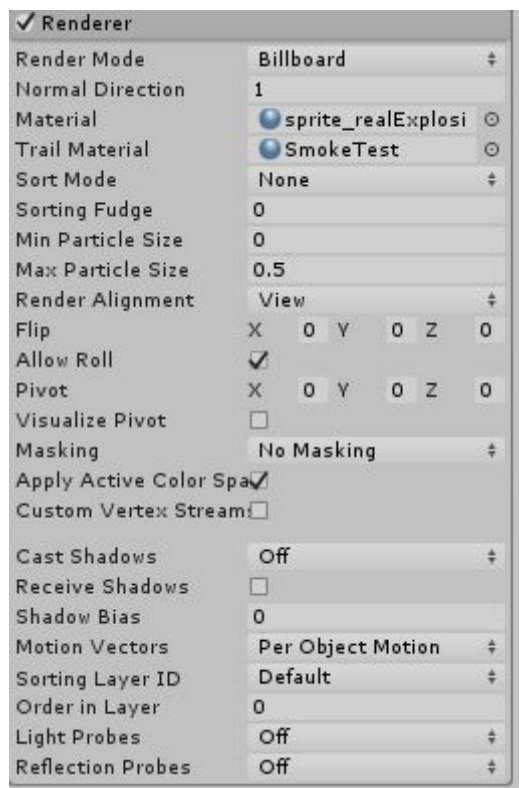 Renderer
Render Mode Billboard
Normal Direction 1
Material sprite_realExplosi
Trail Material SmokeTest
Sort Mode None
Sorting Fudge 0
Min Particle Size 0
Max Particle Size 0.5
Render Alignment View
Flip X 0 Y 0 Z 0
Allow Roll
Pivot X 0 Y 0 Z 0
Visualize Pivot
Masking No Masking
Apply Active Color Spa
Custom Vertex Streams
Cast Shadows Off
Receive Shadows
Shadow Bias 0
Motion Vectors Per Object Motion
Sorting Layer ID Default
Order in Layer 0
Light Probes Off
Reflection Probes Off